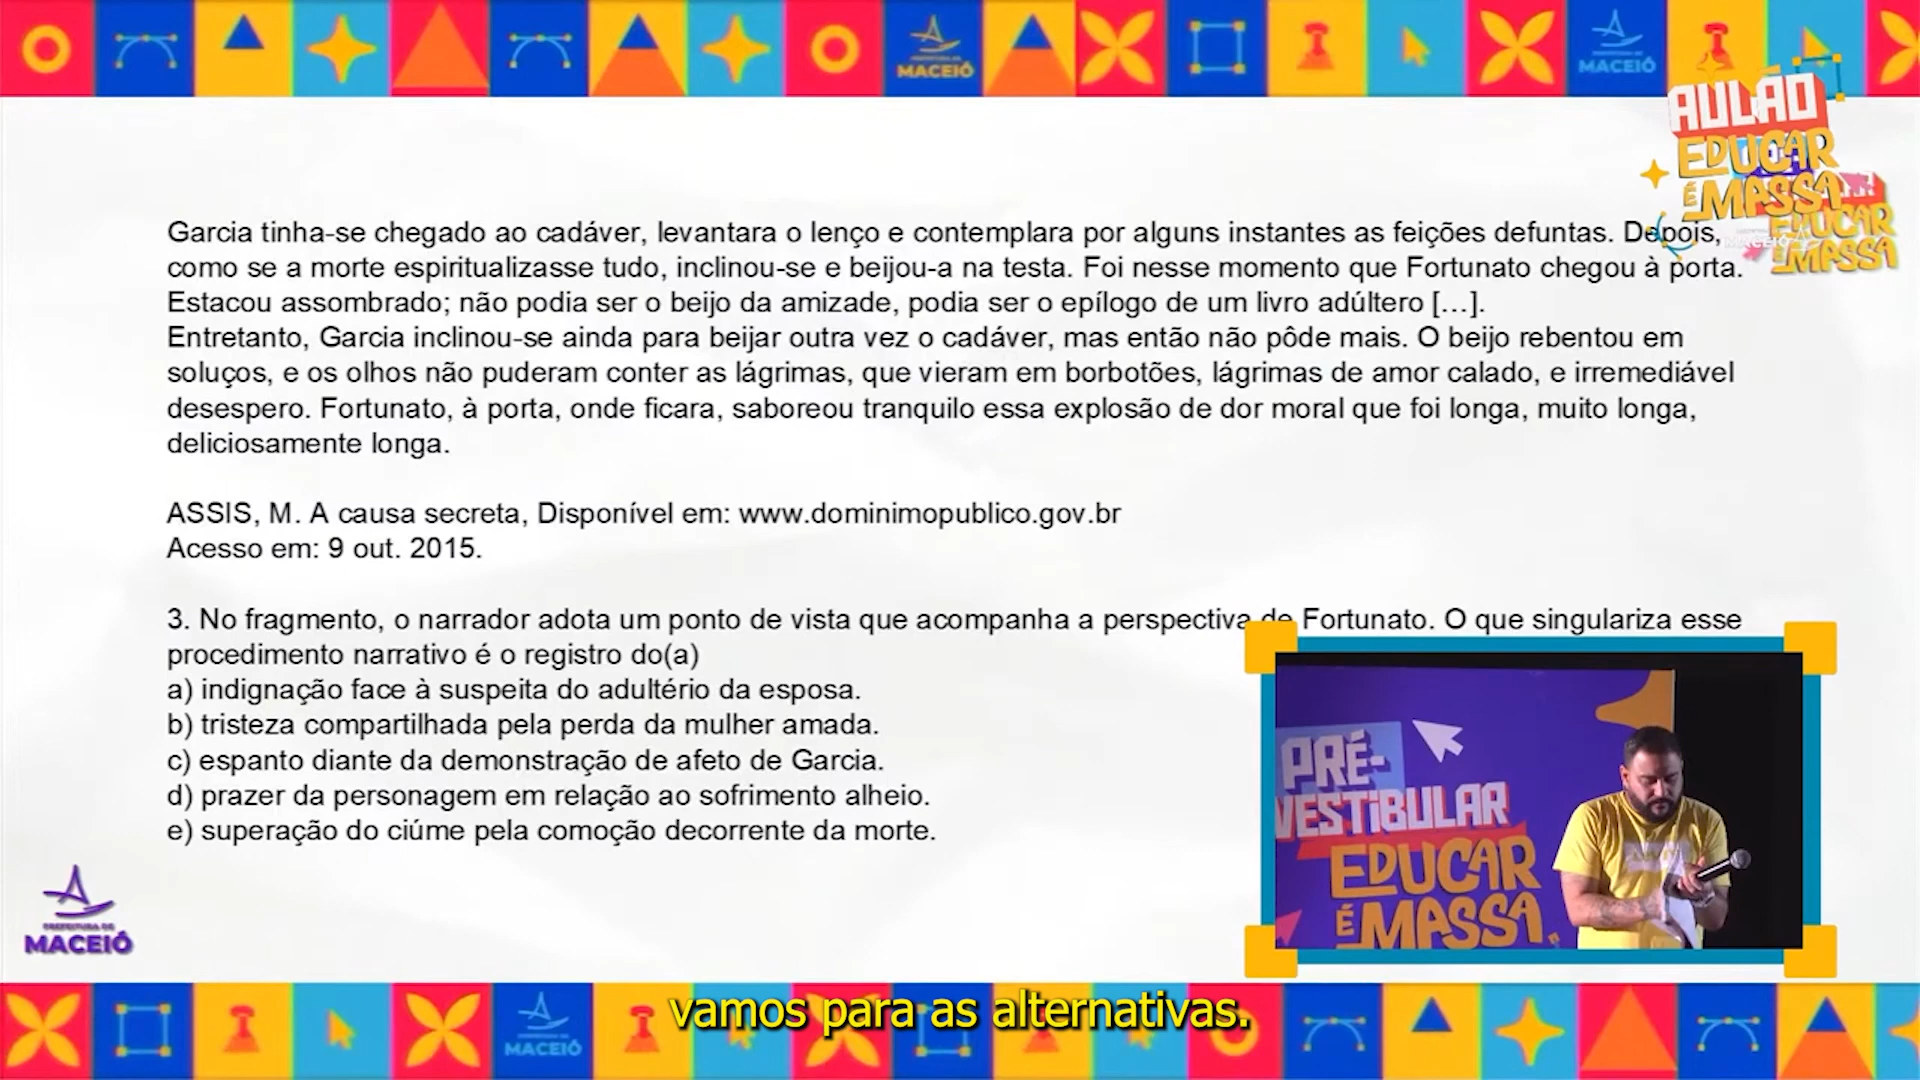 MACEIÓ
MACEIÓ
AULÃO
EDUCAR
É MASSA
EDUCAR
MASSA
Garcia tinha-se chegado ao cadáver, levantara o lenço e contemplara por alguns instantes as feições defuntas. Depois,
como se a morte espiritualizasse tudo, inclinou-se e beijou-a na testa. Foi nesse momento que Fortunato chegou à porta.
Estacou assombrado; não podia ser o beijo da amizade, podia ser o epílogo de um livro adúltero [...].
Entretanto, Garcia inclinou-se ainda para beijar outra vez o cadáver, mas então não pôde mais. O beijo rebentou em
soluços, e os olhos não puderam conter as lágrimas, que vieram em borbotões, lágrimas de amor calado, e irremediável
desespero. Fortunato, à porta, onde ficara, saboreou tranquilo essa explosão de dor moral que foi longa, muito longa,
deliciosamente longa.
ASSIS, M. A causa secreta, Disponível em: www.dominimopublico.gov.br
Acesso em: 9 out. 2015.
3. No fragmento, o narrador adota um ponto de vista que acompanha a perspectiva de Fortunato. O que singulariza esse
procedimento narrativo é o registro do(a)
a) indignação face à suspeita do adultério da esposa.
b) tristeza compartilhada pela perda da mulher amada.
c) espanto diante da demonstração de afeto de Garcia.
d) prazer da personagem em relação ao sofrimento alheio.
e) superação do ciúme pela comoção decorrente da morte.
PRÉ-
VESTIBULAR
EDUCAR
É MASSA
PREFEITURA DE
MACEIÓ
MACEIÓ
vamos para as alternativas.